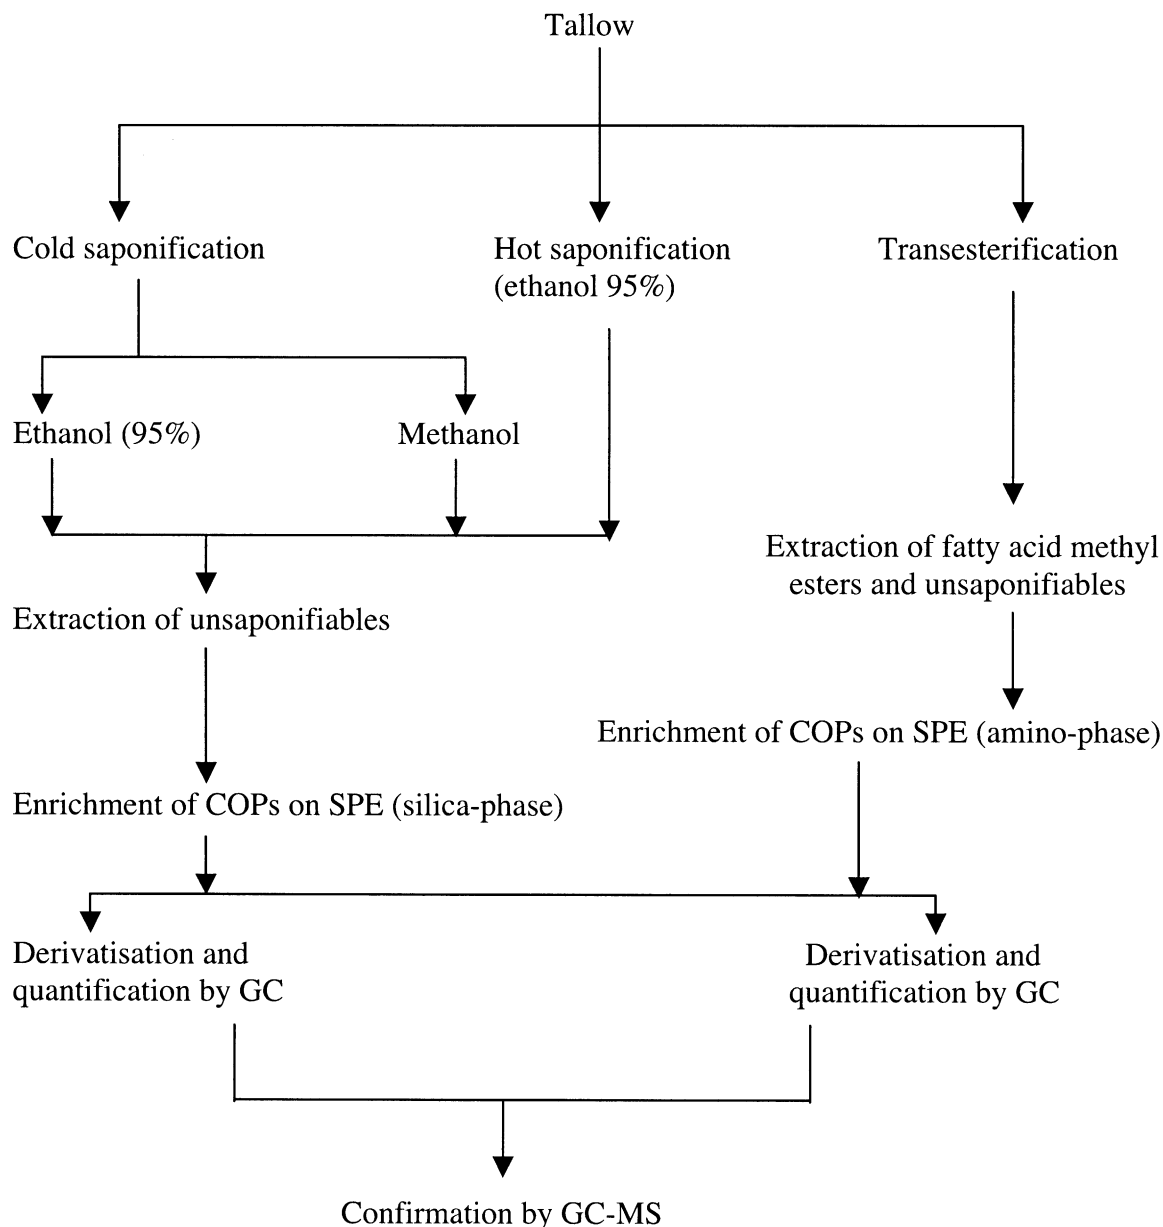 Tallow
Cold saponification
Hot saponification
(ethanol 95%)
Transesterification
Ethanol (95%)
Methanol
Extraction of fatty acid methyl
esters and unsaponifiables
Extraction of unsaponifiables
Enrichment of COPs on SPE (amino-phase)
Enrichment of COPs on SPE (silica-phase)
Derivatisation and
quantification by GC
Derivatisation and
quantification by GC
Confirmation by GC-MS